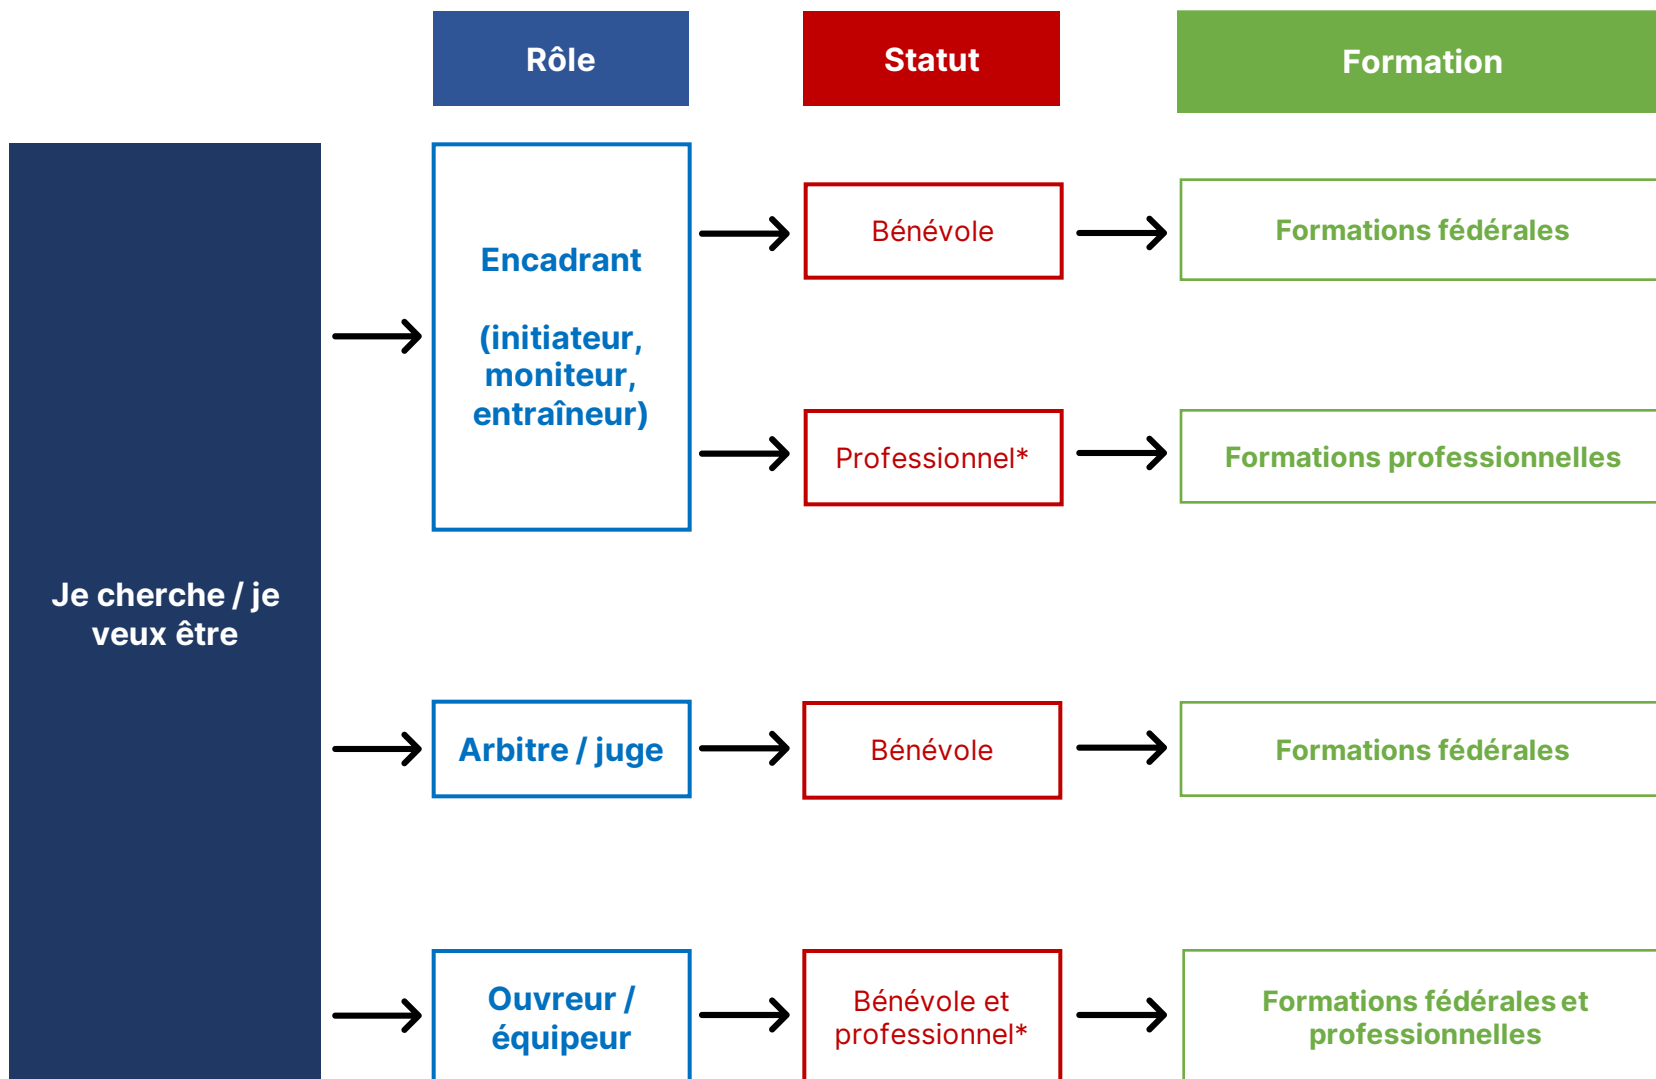 Rôle
Statut
Formation
Je cherche / je
veux être
Encadrant
(initiateur,
moniteur,
entraîneur)
Bénévole
Formations fédérales
Professionnel*
Formations professionnelles
Arbitre / juge
Bénévole
Formations fédérales
Ouvreur /
équipeur
Bénévole et
professionnel*
Formations fédérales et
professionnelles